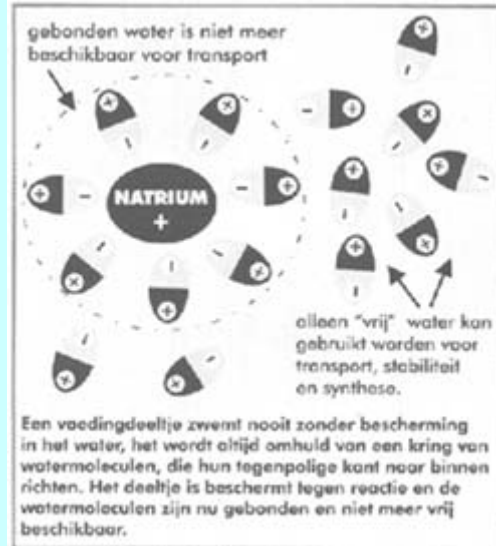 gebonden water is niet meer
beschikbaar voor transport
NATRIUM
+
alleen "vrij" water kan
gebruikt worden voor
transport, stabiliteit
en synthese.
Een voedingdeeltje zwemt nooit zonder bescherming
in het water, het wordt altijd omhuld van een kring van
watermoleculen, die hun tegenpolige kant naar binnen
richten. Het deeltje is beschermt tegen reactie en de
watermoleculen zijn nu gebonden en niet meer vrij
beschikbaar.